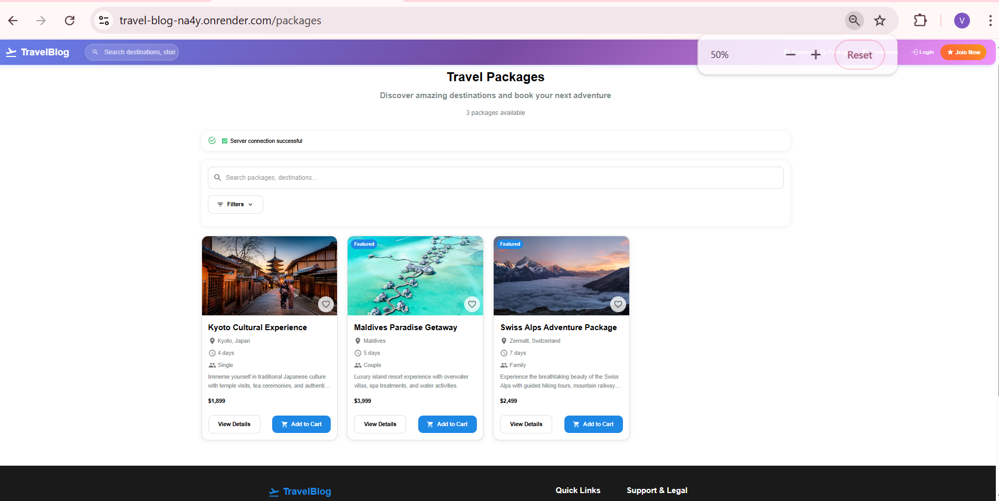 travel-blog-na4y.onrender.com/packages
V
TravelBlog
Search destinations, stori
50%
Reset
Login
Join Now
Travel Packages
Discover amazing destinations and book your next adventure
3 packages available
Server connection successful
Search packages, destinations...
Filters
Featured
Featured
Kyoto Cultural Experience
Kyoto, Japan
4 days
Single
Immerse yourself in traditional Japanese culture
with temple visits, tea ceremonies, and authenti...
$1,899
View Details
Add to Cart
Maldives Paradise Getaway
Maldives
5 days
Couple
Luxury island resort experience with overwater
villas, spa treatments, and water activities.
$3,999
View Details
Add to Cart
Swiss Alps Adventure Package
Zermatt, Switzerland
7 days
Family
Experience the breathtaking beauty of the Swiss
Alps with guided hiking tours, mountain railway...
$2,499
View Details
Add to Cart
TravelBlog
Quick Links
Support & Legal